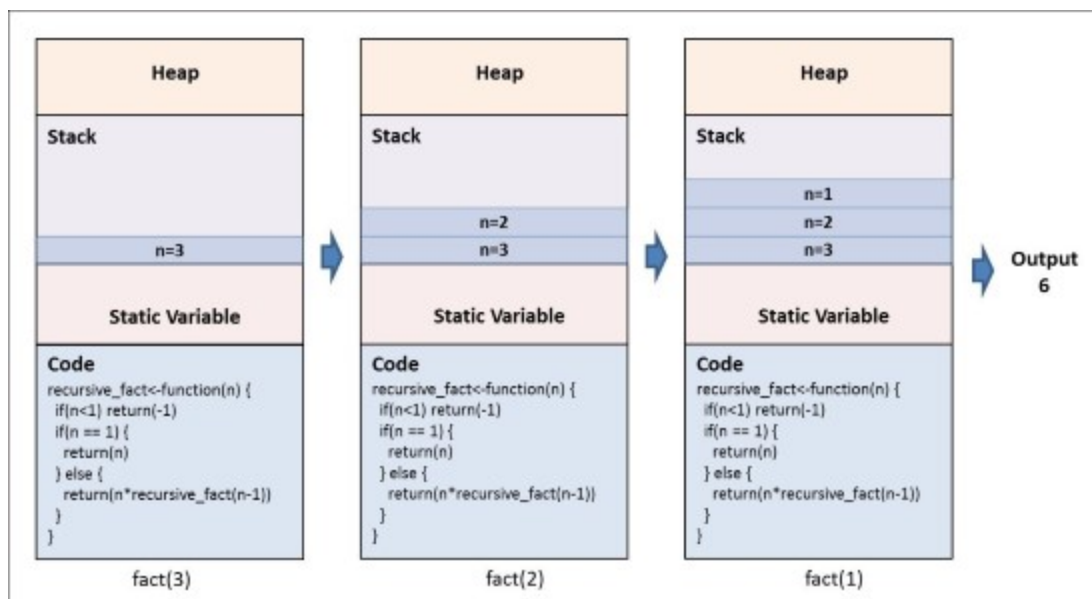 Heap
Stack
n=3
Static Variable
Code
recursive_fact<-function(n) {
if(n<1) return(-1)
if(n == 1) {
return(n)
} else {
return(n*recursive_fact(n-1))
}
}
fact(3)
Heap
Stack
n=2
n=3
Static Variable
Code
recursive_fact<-function(n) {
if(n<1) return(-1)
if(n == 1) {
return(n)
} else {
return(n*recursive_fact(n-1))
}
}
fact(2)
Heap
Stack
n=1
n=2
n=3
Static Variable
Code
recursive_fact<-function(n) {
if(n<1) return(-1)
if(n == 1) {
return(n)
} else {
return(n*recursive_fact(n-1))
}
}
fact(1)
Output
6